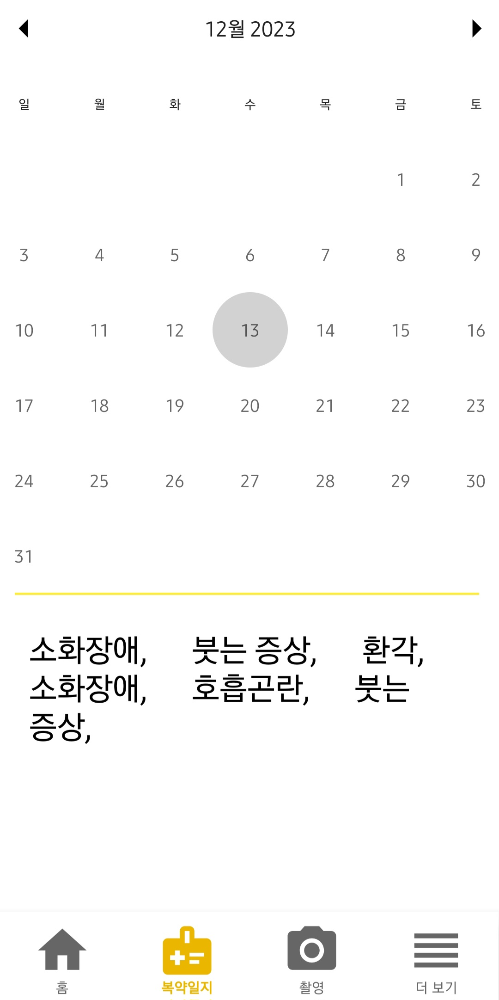 12월 2023
일 월 화 수 목 금 토
1 2
3 4 5 6 7 8 9
10 11 12 13 14 15 16
17 18 19 20 21 22 23
24 25 26 27 28 29 30
31
소화장애, 붓는 증상, 환각,
소화장애, 호흡곤란, 붓는
증상,
홈 복약일지 촬영 더 보기